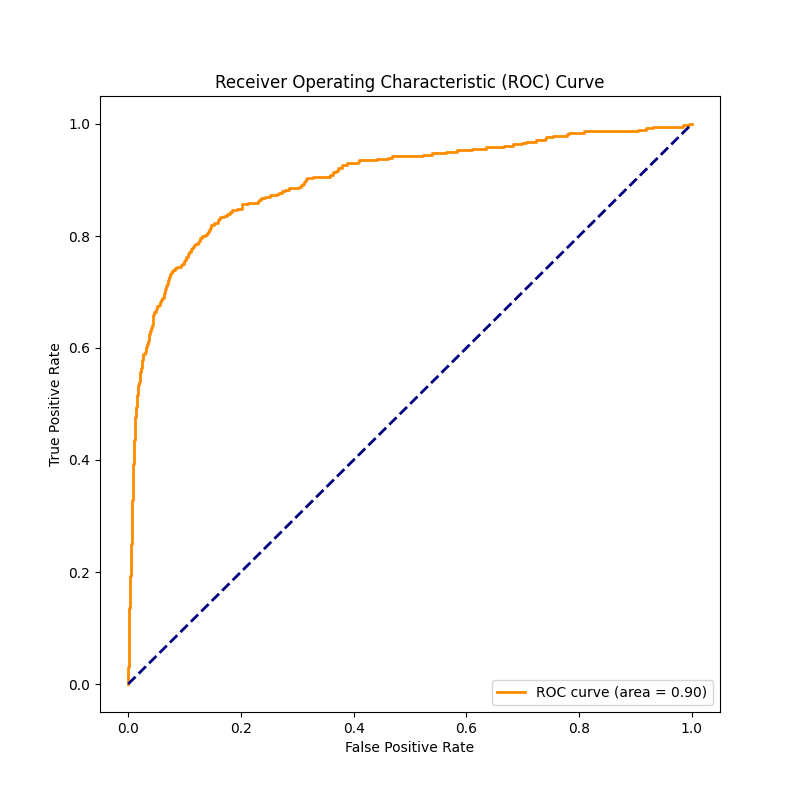 Receiver Operating Characteristic (ROC) Curve
1.0
0.8
0.6
0.4
0.2
0.0
True Positive Rate
ROC curve (area = 0.90)
0.0 0.2 0.4 0.6 0.8 1.0
False Positive Rate